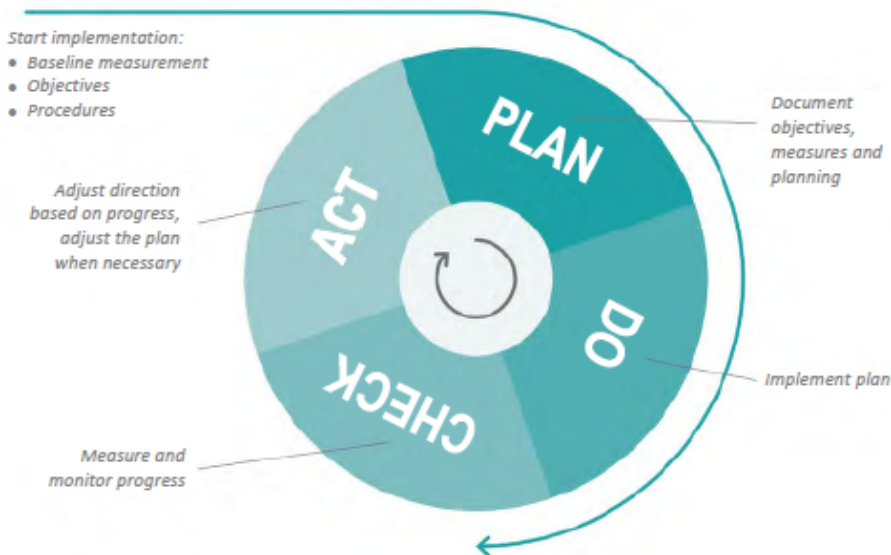 Start implementation:
• Baseline measurement
• Objectives
• Procedures
PLAN
Document
objectives,
measures and
planning
ACT
Adjust direction
based on progress,
adjust the plan
when necessary
DO
Implement plan
CHECK
Measure and
monitor progress